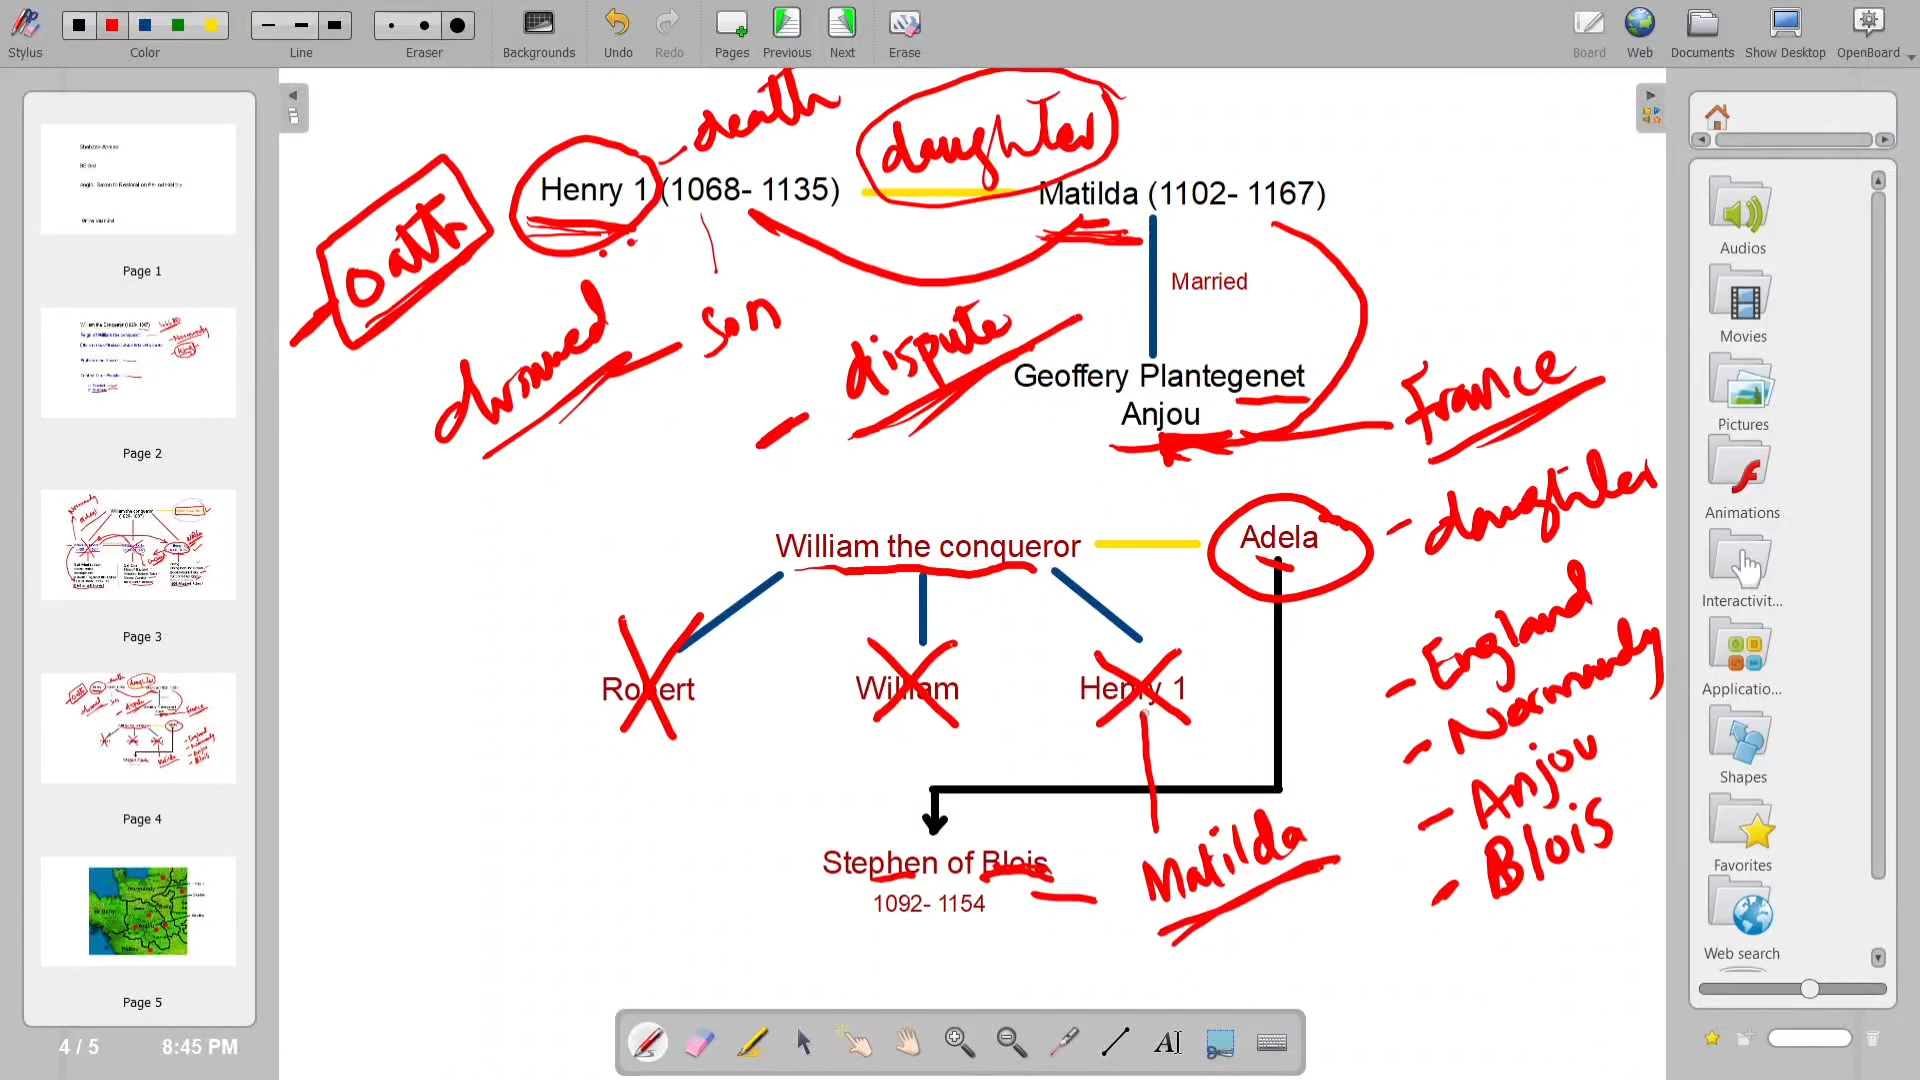 Stylus
Color
Line
Eraser
Backgrounds
Undo
Redo
Pages
Previous
Next
Erase
Board
Web
Documents
Show Desktop
OpenBoard
Page 1
Page 2
Page 3
Page 4
Page 5
4 / 5
8:45 PM
death
daughter
Henry 1 (1068- 1135)
Matilda (1102- 1167)
oath
Married
drowned
son
dispute
Geoffery Plantegenet
Anjou
France
William the conqueror
Adela
- daughter
Robert
William
Henry 1
- England
- Normandy
- Anjou
- Blois
Stephen of Blois
1092- 1154
Matilda
Audios
Movies
Pictures
Animations
Interactivit...
Applicatio...
Shapes
Favorites
Web search